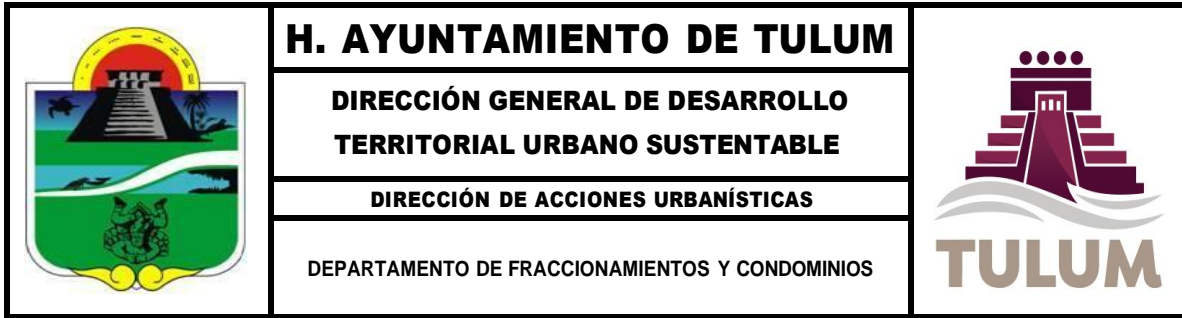 H. AYUNTAMIENTO DE TULUM
DIRECCIÓN GENERAL DE DESARROLLO
TERRITORIAL URBANO SUSTENTABLE
DIRECCIÓN DE ACCIONES URBANÍSTICAS
DEPARTAMENTO DE FRACCIONAMIENTOS Y CONDOMINIOS
TULUM